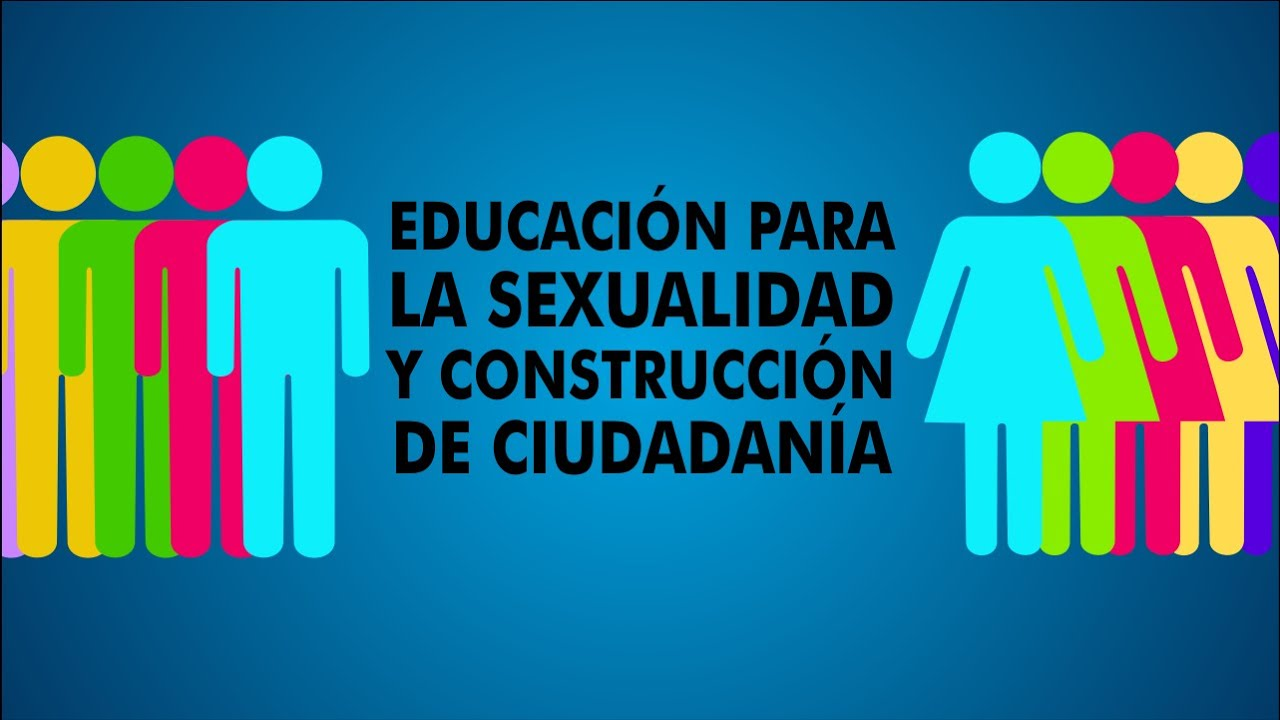 EDUCACIÓN PARA
LA SEXUALIDAD
Y CONSTRUCCIÓN
DE CIUDADANÍA